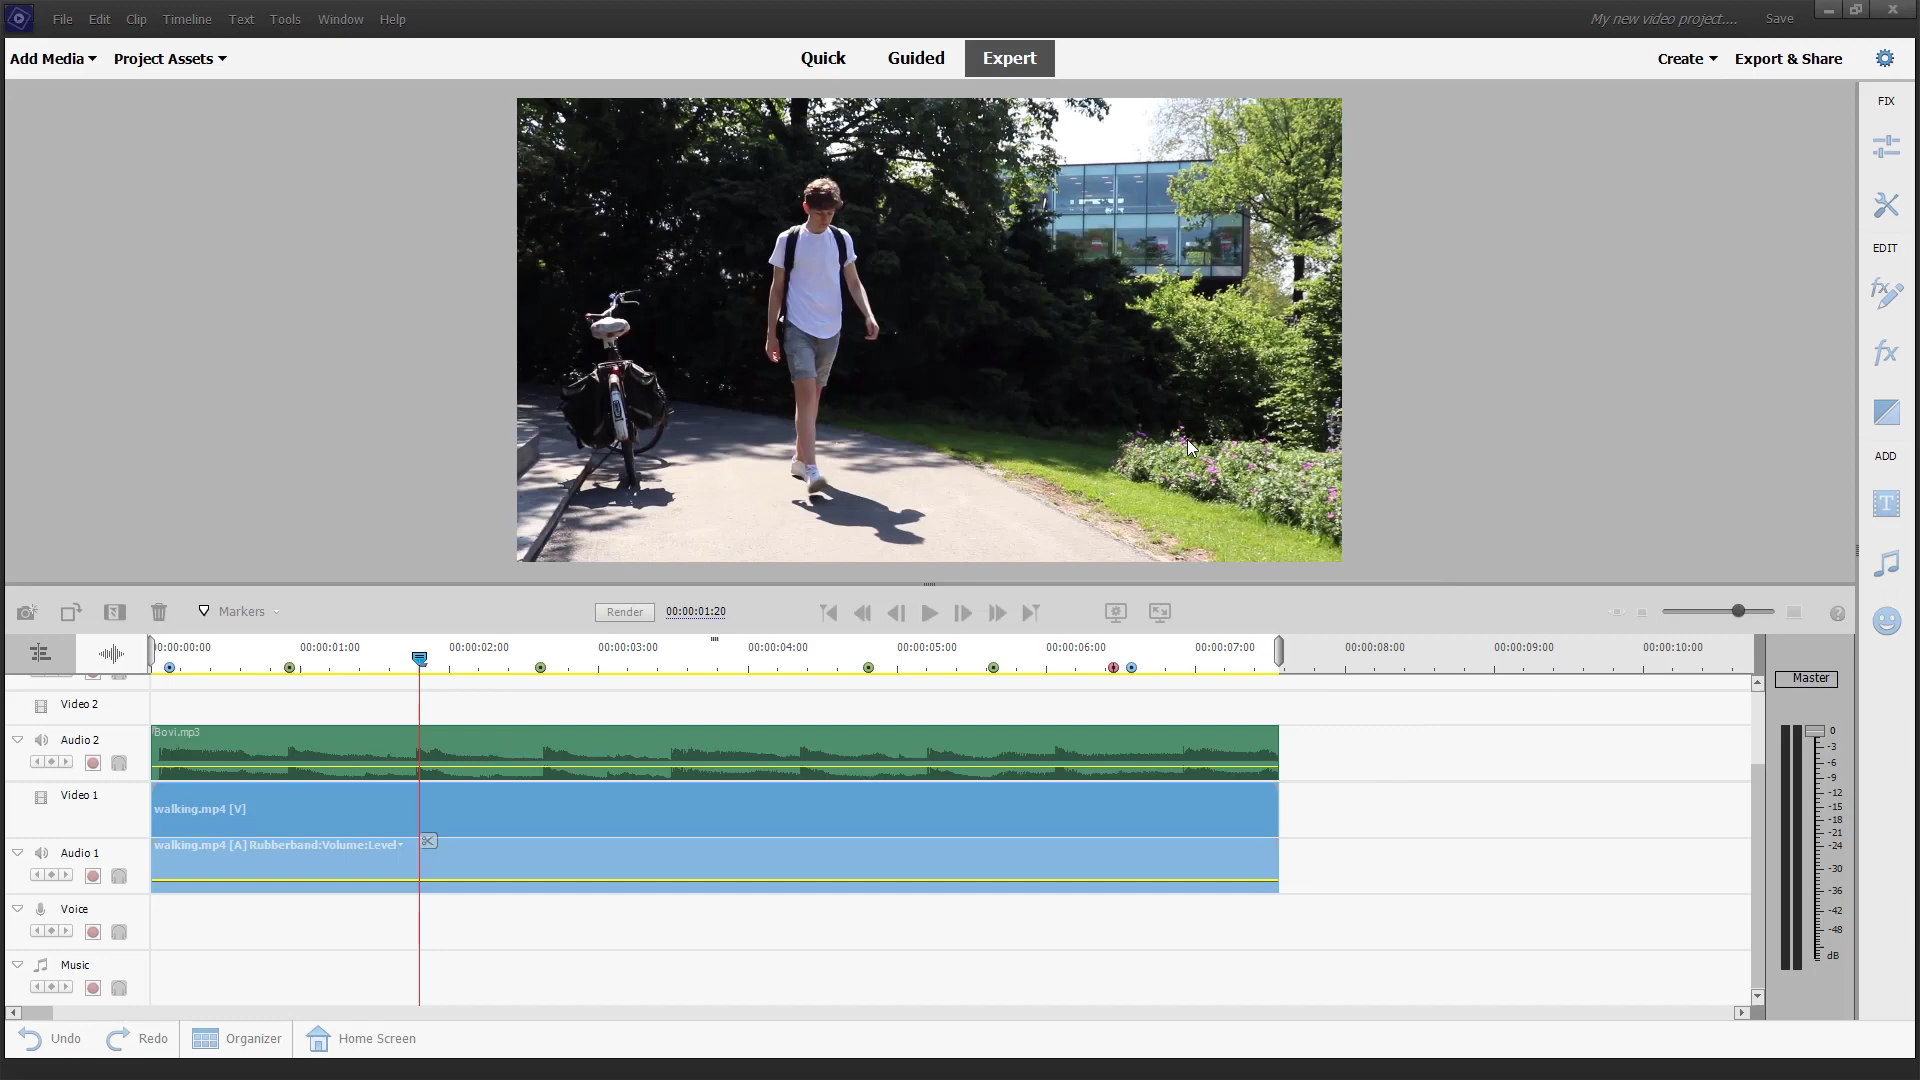 File Edit Clip Timeline Text Tools Window Help My new video project.... Save
Add Media Project Assets Quick Guided Expert Create Export & Share
FIX
EDIT
ADD
Markers Render 00:00:01:20
00:00:00:00 00:00:01:00 00:00:02:00 00:00:03:00 00:00:04:00 00:00:05:00 00:00:06:00 00:00:07:00 00:00:08:00 00:00:09:00 00:00:10:00
Master
Video 2
Audio 2 Bovi.mp3
Video 1
walking.mp4 [V]
walking.mp4 [A] Rubberband:Volume:Level
Audio 1
Voice
Music
0
-3
-6
-9
-12
-15
-18
-21
-24
-30
-36
-42
-48
dB
Undo Redo Organizer Home Screen